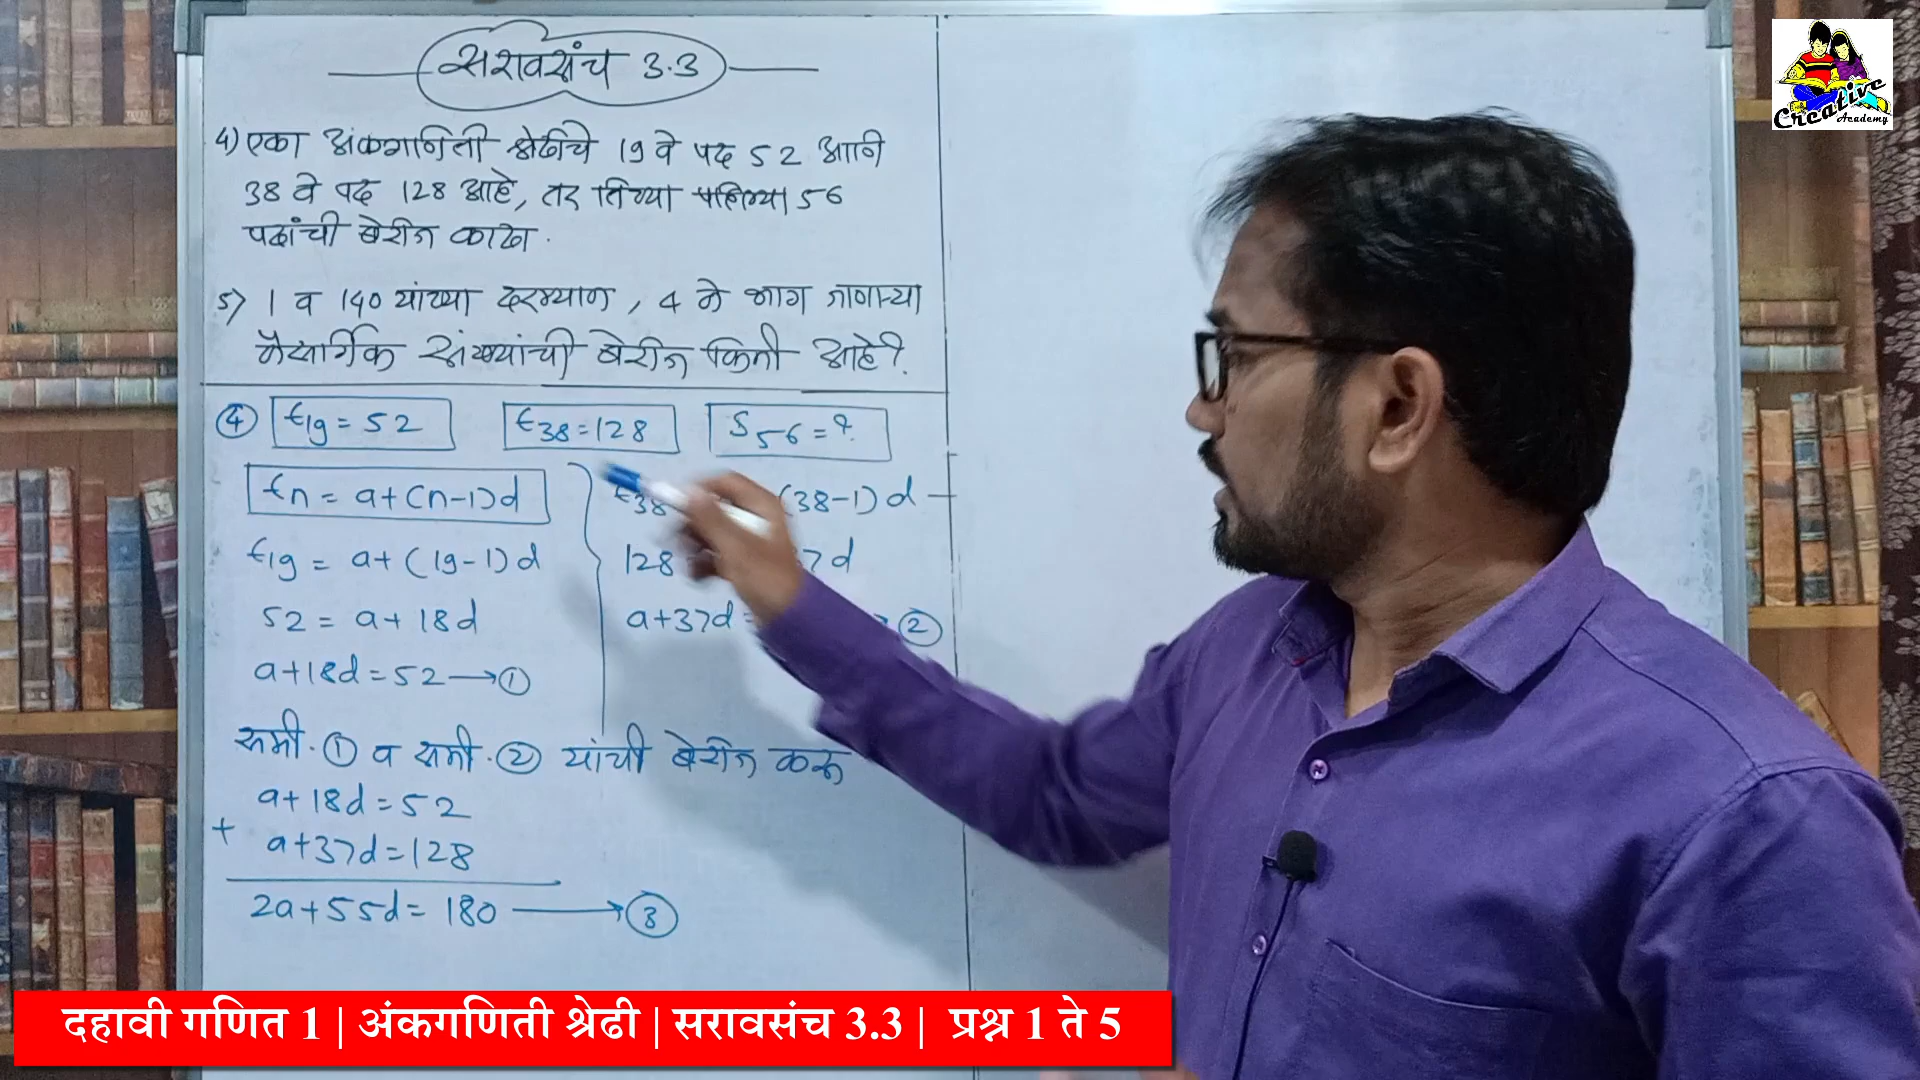 सरावसंच 3.3
4) एका अंकगणिती श्रेढीचे 19 वे पद 52 आणि
38 वे पद 128 आहे, तर तिच्या पहिल्या 56
पदांची बेरीज काढा.
5) 1 व 140 यांच्या दरम्यान, 4 ने भाग जाणाऱ्या
नैसर्गिक संख्यांची बेरीज किती आहे?
④ t19 = 52 t38 = 128 S56 = ?
tn = a+(n-1)d
t19 = a+(19-1)d
52 = a+18d
a+18d = 52 → ①
t38 (38-1)d
128 7d
a+37d = ②
समी. ① व समी. ② यांची बेरीज करू
a+18d = 52
+ a+37d = 128
2a+55d = 180 → ③
Creative
Academy
दहावी गणित 1 | अंकगणिती श्रेढी | सरावसंच 3.3 | प्रश्न 1 ते 5